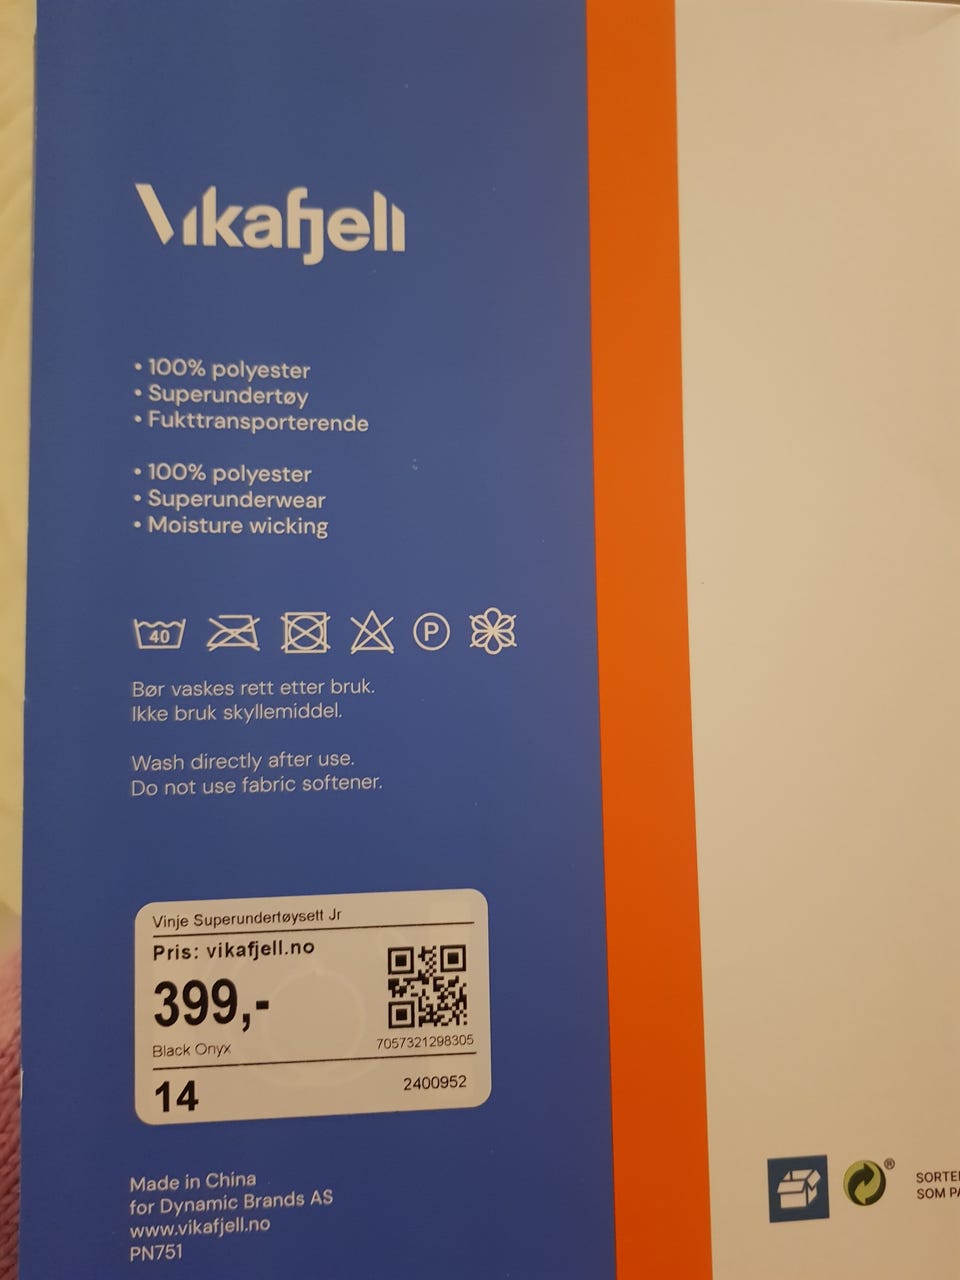 Vikafjell
• 100% polyester
• Superundertøy
• Fukttransporterende
• 100% polyester
• Superunderwear
• Moisture wicking
40
P
Bør vaskes rett etter bruk.
Ikke bruk skyllemiddel.
Wash directly after use.
Do not use fabric softener.
Vinje Superundertøysett Jr
Pris: vikafjell.no
399,-
Black Onyx
7057321298305
14
2400952
Made in China
for Dynamic Brands AS
www.vikafjell.no
PN751
®
SORTE
SOM PA